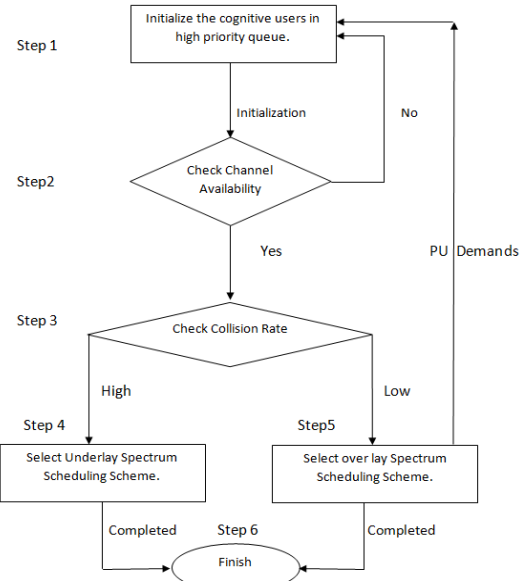 Initialize the cognitive users in
high priority queue.
Step 1
Initialization
No
Check Channel
Availability
Step2
Yes
PU Demands
Step 3
Check Collision Rate
High
Low
Step 4
Step5
Select Underlay Spectrum
Scheduling Scheme.
Select over lay Spectrum
Scheduling Scheme.
Completed
Step 6
Completed
Finish